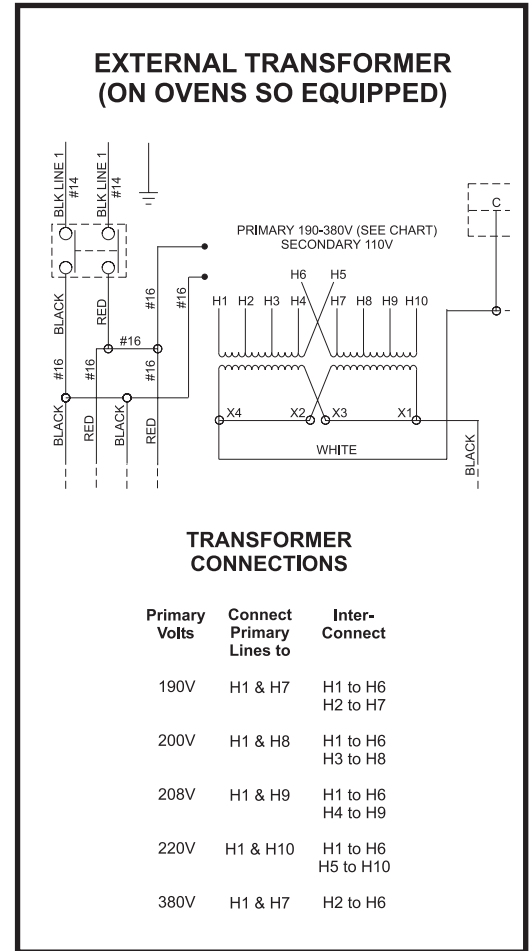 EXTERNAL TRANSFORMER
(ON OVENS SO EQUIPPED)
BLK LINE 1
#14
BLK LINE 1
#14
C
PRIMARY 190-380V (SEE CHART)
SECONDARY 110V
H6 H5
H1 H2 H3 H4 H7 H8 H9 H10
BLACK
RED
#16
#16
#16
#16
#16
#16
BLACK
RED
BLACK
RED
X4 X2 X3 X1
WHITE
BLACK
TRANSFORMER
CONNECTIONS
Primary Connect Inter-
Volts Primary Connect
Lines to
190V H1 & H7 H1 to H6
H2 to H7
200V H1 & H8 H1 to H6
H3 to H8
208V H1 & H9 H1 to H6
H4 to H9
220V H1 & H10 H1 to H6
H5 to H10
380V H1 & H7 H2 to H6